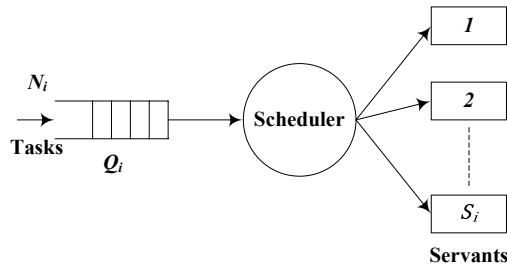 N_i
Tasks
Q_i
Scheduler
1
2
S_i
Servants